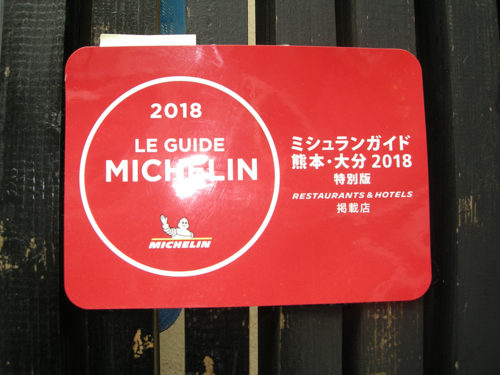 2018
LE GUIDE
MICHELIN
MICHELIN
ミシュランガイド
熊本・大分 2018
特別版
RESTAURANTS & HOTELS
掲載店